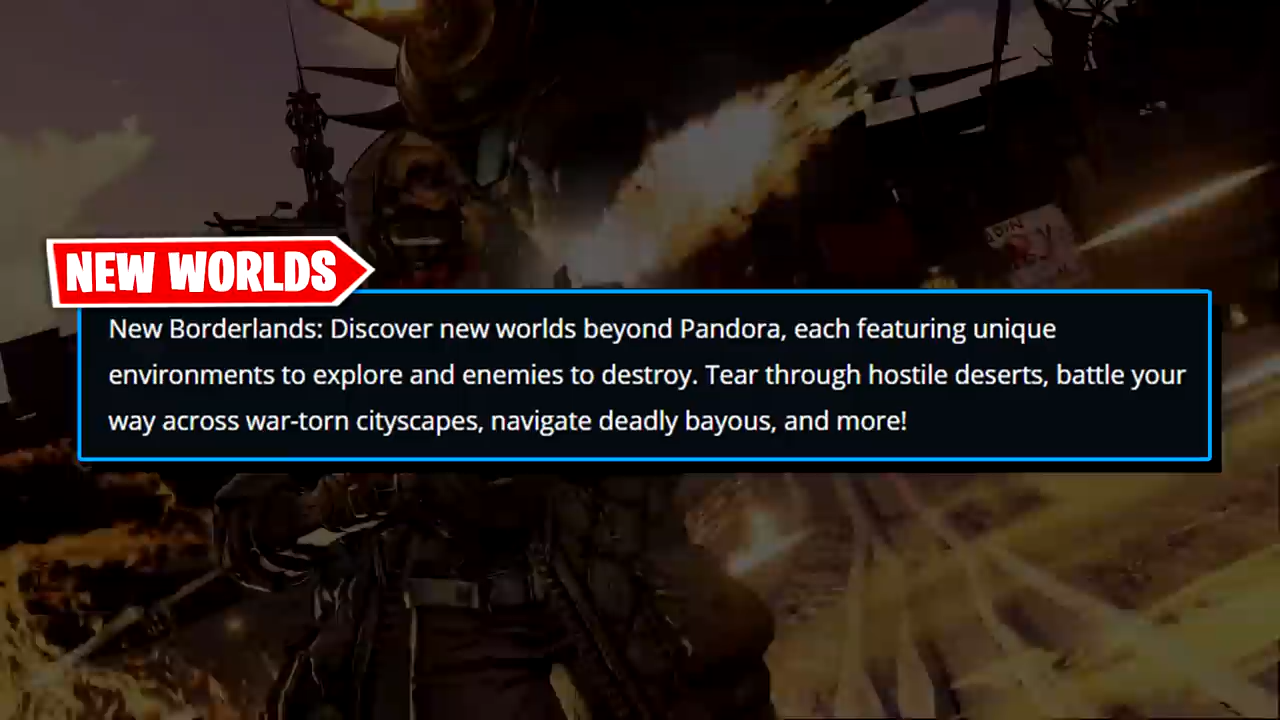 NEW WORLDS
New Borderlands: Discover new worlds beyond Pandora, each featuring unique
environments to explore and enemies to destroy. Tear through hostile deserts, battle your
way across war-torn cityscapes, navigate deadly bayous, and more!